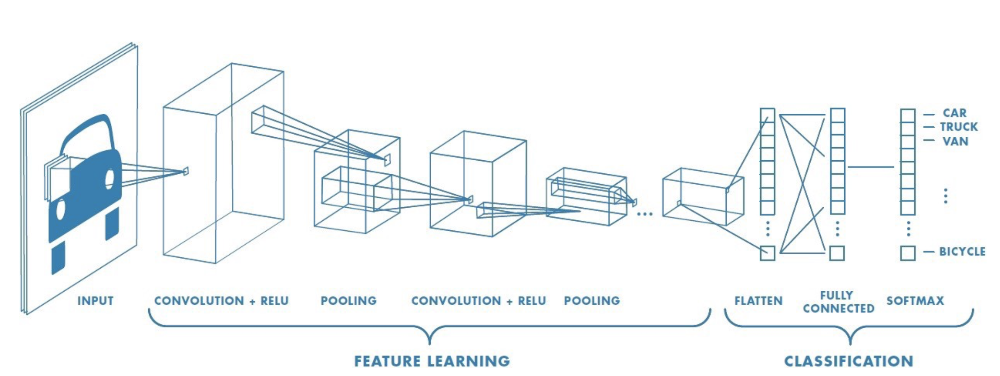 CAR
TRUCK
VAN
BICYCLE
INPUT
CONVOLUTION + RELU
POOLING
CONVOLUTION + RELU
POOLING
FLATTEN
FULLY
CONNECTED
SOFTMAX
FEATURE LEARNING
CLASSIFICATION